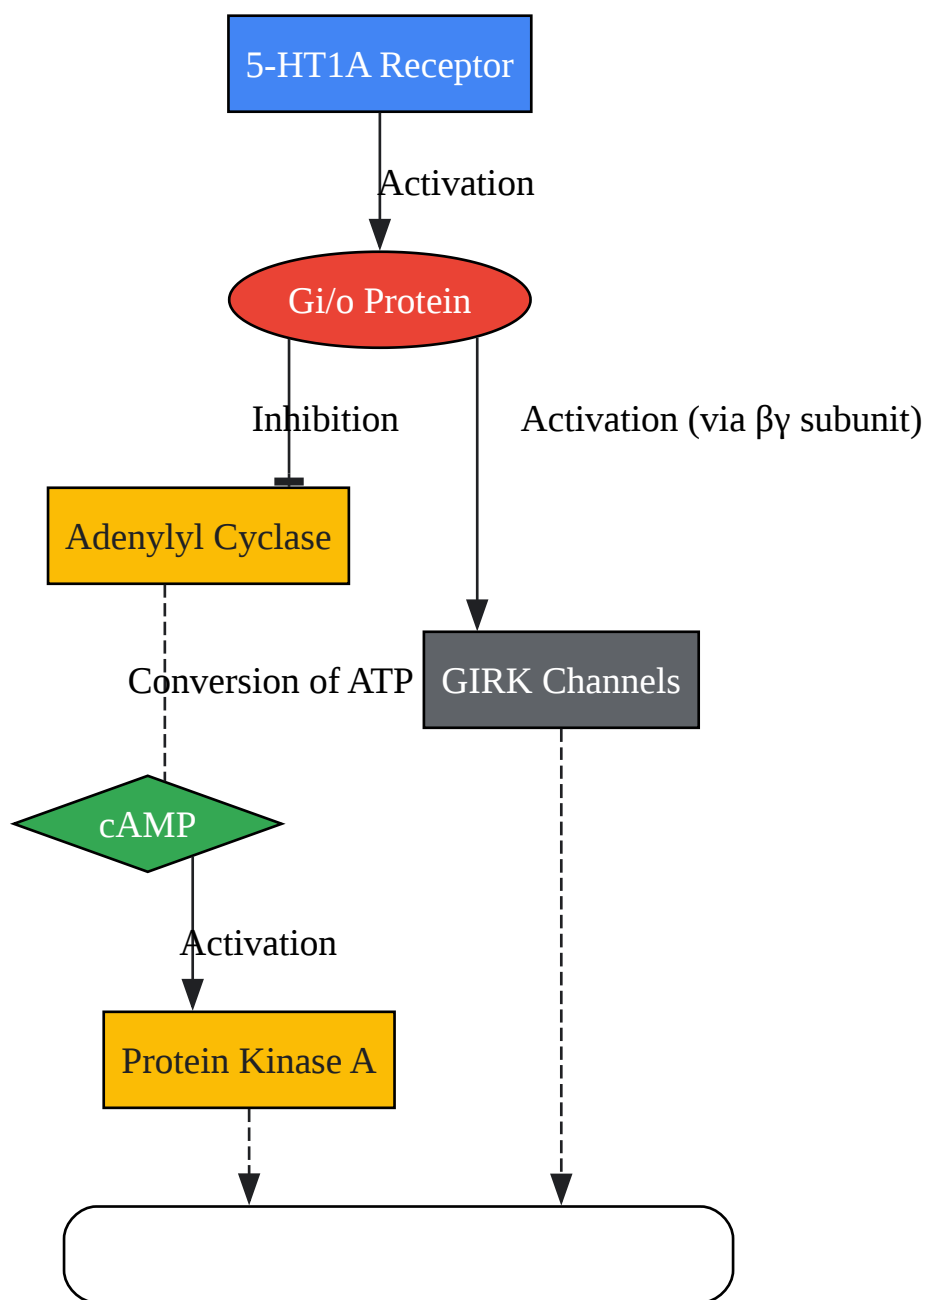 5-HT1A Receptor
Activation
Gi/o Protein
Inhibition
Activation (via βγ subunit)
Adenylyl Cyclase
Conversion of ATP
GIRK Channels
cAMP
Activation
Protein Kinase A